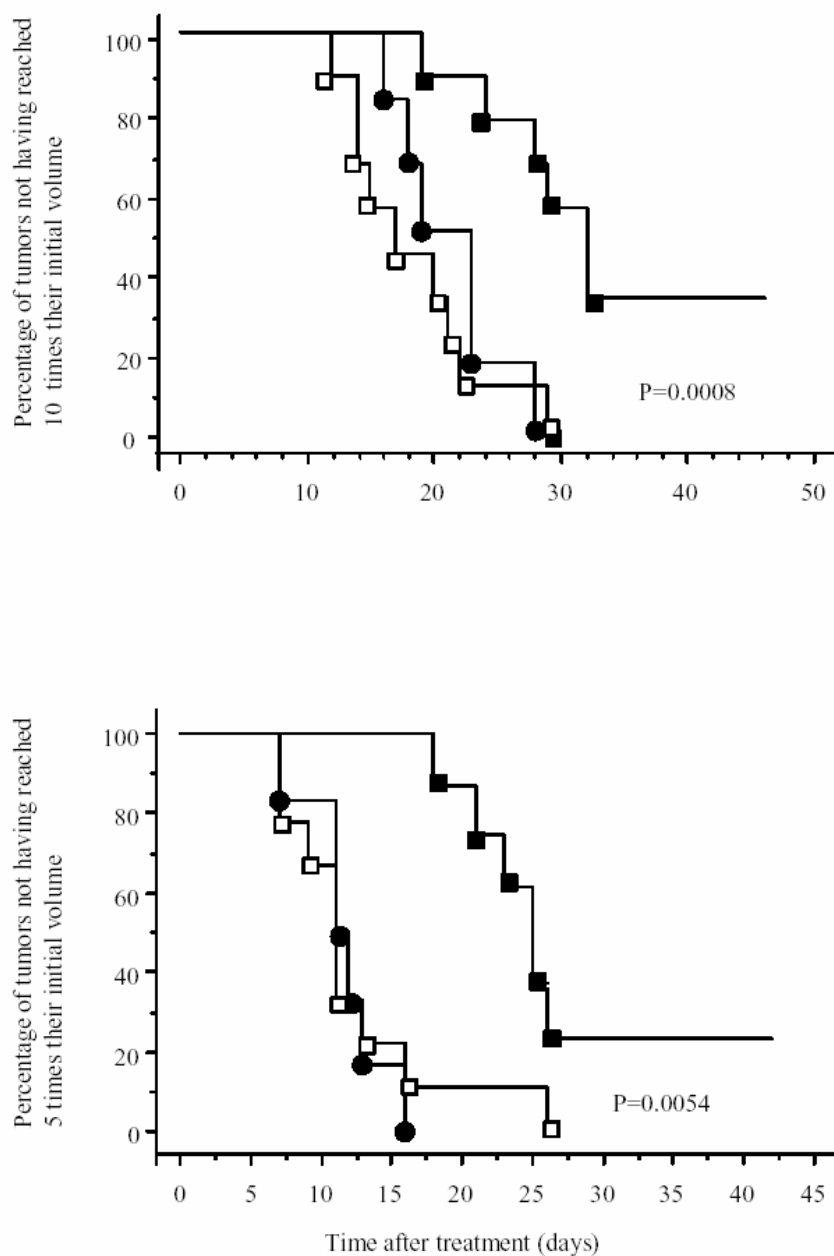 Percentage of tumors not having reached
10 times their initial volume
100
80
60
40
20
0
P=0.0008
0 10 20 30 40 50
Percentage of tumors not having reached
5 times their initial volume
100
80
60
40
20
0
P=0.0054
0 5 10 15 20 25 30 35 40 45
Time after treatment (days)